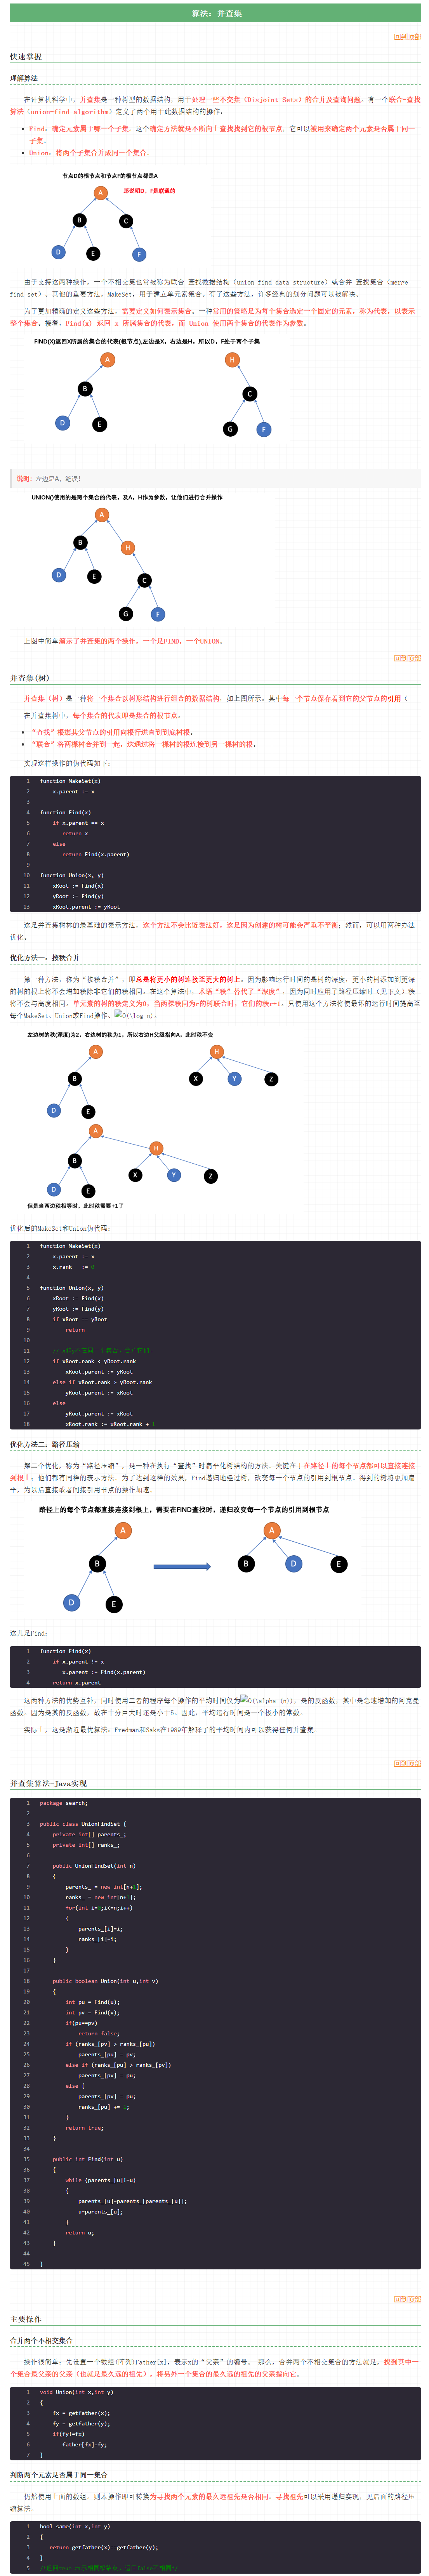 算法：并查集
回到顶部
快速掌握
理解算法
在计算机科学中，并查集是一种树型的数据结构，用于处理一些不交集（Disjoint Sets）的合并及查询问题。有一个联合-查找
算法（union-find algorithm）定义了两个用于此数据结构的操作：
Find：确定元素属于哪一个子集。这个确定方法就是不断向上查找找到它的根节点，它可以被用来确定两个元素是否属于同一
子集。
Union：将两个子集合并成同一个集合。
节点D的根节点和节点F的根节点都是A
那说明D，F是联通的
A
B
C
D
E
F
由于支持这两种操作，一个不相交集也常被称为联合-查找数据结构（union-find data structure）或合并-查找集合（merge-
find set）。其他的重要方法，MakeSet，用于建立单元素集合。有了这些方法，许多经典的划分问题可以被解决。
为了更加精确的定义这些方法，需要定义如何表示集合。一种常用的策略是为每个集合选定一个固定的元素，称为代表，以表示
整个集合。接着，Find(x) 返回 x 所属集合的代表，而 Union 使用两个集合的代表作为参数。
FIND(X)返回X所属的集合的代表(根节点),左边是X，右边是H，所以D，F处于两个子集
A
H
B
C
D
E
G
F
说明：左边是A，笔误！
UNION()使用的是两个集合的代表，及A，H作为参数，让他们进行合并操作
A
B
H
D
E
C
G
F
上图中简单演示了并查集的两个操作，一个是FIND，一个UNION。
回到顶部
并查集(树)
并查集（树）是一种将一个集合以树形结构进行组合的数据结构。如上图所示，其中每一个节点保存着到它的父节点的引用（
在并查集树中，每个集合的代表即是集合的根节点。
“查找”根据其父节点的引用向根行进直到到底树根。
“联合”将两棵树合并到一起，这通过将一棵树的根连接到另一棵树的根。
实现这样操作的伪代码如下：
1 function MakeSet(x)
2 x.parent := x
3
4 function Find(x)
5 if x.parent == x
6 return x
7 else
8 return Find(x.parent)
9
10 function Union(x, y)
11 xRoot := Find(x)
12 yRoot := Find(y)
13 xRoot.parent := yRoot
这是并查集树林的最基础的表示方法，这个方法不会比链表法好，这是因为创建的树可能会严重不平衡；然而，可以用两种办法
优化。
优化方法一：按秩合并
第一种方法，称为“按秩合并”，即总是将更小的树连接至更大的树上。因为影响运行时间的是树的深度，更小的树添加到更深
的树的根上将不会增加秩除非它们的秩相同。在这个算法中，术语“秩”替代了“深度”，因为同时应用了路径压缩时（见下文）秩
将不会与高度相同。单元素的树的秩定义为0，当两棵秩同为r的树联合时，它们的秩r+1。只使用这个方法将使最坏的运行时间提高至
每个MakeSet、Union或Find操作。O(\log n)。
左边树的秩(深度)为2，右边树的秩为1，所以右边H父级指向A，此时秩不变
A
H
B
X
Y
Z
D
E
A
B
H
X
Y
Z
D
E
但是当两边秩相等时，此时秩需要+1了
优化后的MakeSet和Union伪代码：
1 function MakeSet(x)
2 x.parent := x
3 x.rank := 0
4
5 function Union(x, y)
6 xRoot := Find(x)
7 yRoot := Find(y)
8 if xRoot == yRoot
9 return
10
11
12 if xRoot.rank < yRoot.rank
13 xRoot.parent := yRoot
14 else if xRoot.rank > yRoot.rank
15 yRoot.parent := xRoot
16 else
17 yRoot.parent := xRoot
18 xRoot.rank := xRoot.rank + 1
优化方法二：路径压缩
第二个优化，称为“路径压缩”，是一种在执行“查找”时扁平化树结构的方法。关键在于在路径上的每个节点都可以直接连接
到根上；他们都有同样的表示方法。为了达到这样的效果，Find递归地经过树，改变每一个节点的引用到根节点。得到的树将更加扁
平，为以后直接或者间接引用节点的操作加速。
路径上的每个节点都直接连接到根上，需要在FIND查找时，递归改变每一个节点的引用到根节点
A
B
D
E
A
B
D
E
这儿是Find：
1 function Find(x)
2 if x.parent != x
3 x.parent := Find(x.parent)
4 return x.parent
这两种方法的优势互补，同时使用二者的程序每个操作的平均时间仅为O(\alpha (n))，是的反函数，其中是急速增加的阿克曼
函数。因为是其的反函数，故在十分巨大时还是小于5。因此，平均运行时间是一个极小的常数。
实际上，这是渐近最优算法：Fredman和Saks在1989年解释了的平均时间内可以获得任何并查集。
回到顶部
并查集算法-Java实现
1 package search;
2
3 public class UnionFindSet {
4 private int[] parents_;
5 private int[] ranks_;
6
7 public UnionFindSet(int n)
8 {
9 parents_ = new int[n+1];
10 ranks_ = new int[n+1];
11 for(int i=0;i<=n;i++)
12 {
13 parents_[i]=i;
14 ranks_[i]=i;
15 }
16 }
17
18 public boolean Union(int u,int v)
19 {
20 int pu = Find(u);
21 int pv = Find(v);
22 if(pu==pv)
23 return false;
24 if (ranks_[pv] > ranks_[pu])
25 parents_[pu] = pv;
26 else if (ranks_[pu] > ranks_[pv])
27 parents_[pv] = pu;
28 else {
29 parents_[pv] = pu;
30 ranks_[pu] += 1;
31 }
32 return true;
33 }
34
35 public int Find(int u)
36 {
37 while (parents_[u]!=u)
38 {
39 parents_[u]=parents_[parents_[u]];
40 u=parents_[u];
41 }
42 return u;
43 }
44
45 }
回到顶部
主要操作
合并两个不相交集合
操作很简单：先设置一个数组(阵列)Father[x]，表示x的“父亲”的编号。 那么，合并两个不相交集合的方法就是，找到其中一
个集合最父亲的父亲（也就是最久远的祖先），将另外一个集合的最久远的祖先的父亲指向它。
1 void Union(int x,int y)
2 {
3 fx = getfather(x);
4 fy = getfather(y);
5 if(fy!=fx)
6 father[fx]=fy;
7 }
判断两个元素是否属于同一集合
仍然使用上面的数组。则本操作即可转换为寻找两个元素的最久远祖先是否相同。寻找祖先可以采用递归实现，见后面的路径压
缩算法。
1 bool same(int x,int y)
2 {
3 return getfather(x)==getfather(y);
4 }
5